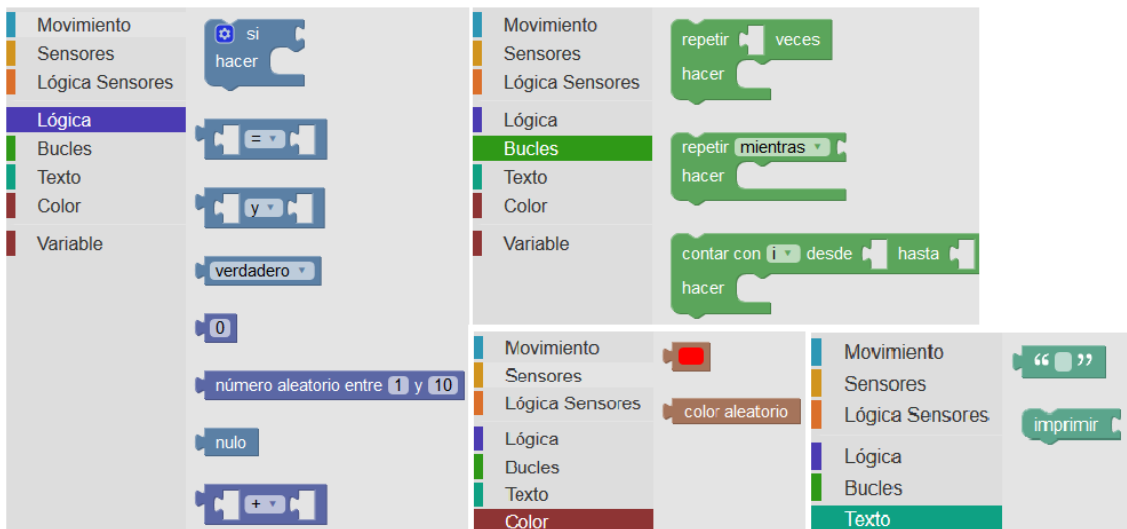 Movimiento
Sensores
Lógica Sensores
Lógica
Bucles
Texto
Color
Variable
si
hacer
=
y
verdadero
0
número aleatorio entre 1 y 10
nulo
+
Movimiento
Sensores
Lógica Sensores
Lógica
Bucles
Texto
Color
Variable
repetir veces
hacer
repetir mientras
hacer
contar con i desde hasta
hacer
Movimiento
Sensores
Lógica Sensores
Lógica
Bucles
Texto
Color
color aleatorio
Movimiento
Sensores
Lógica Sensores
Lógica
Bucles
Texto
“ ”
imprimir